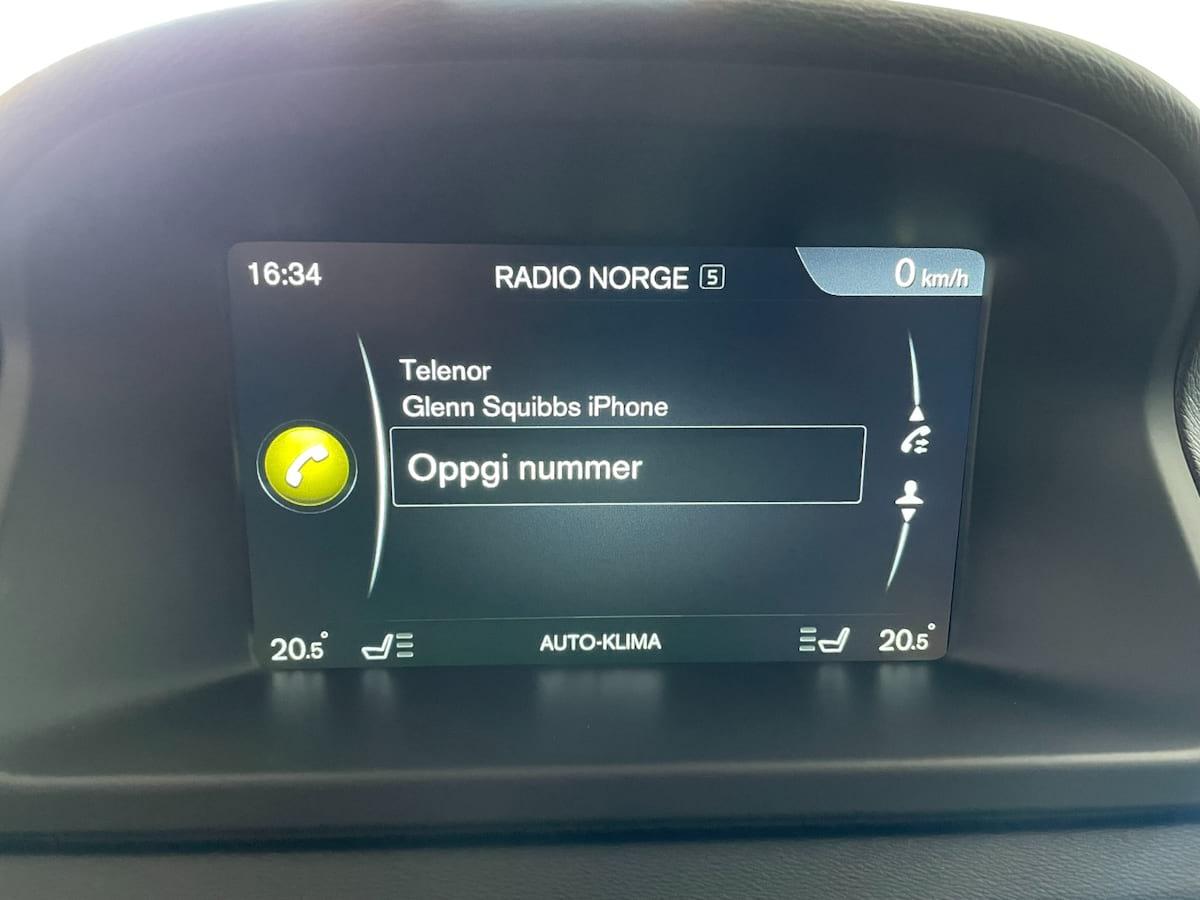 16:34
RADIO NORGE 5
0 km/h
Telenor
Glenn Squibbs iPhone
Oppgi nummer
20.5°
AUTO-KLIMA
20.5°